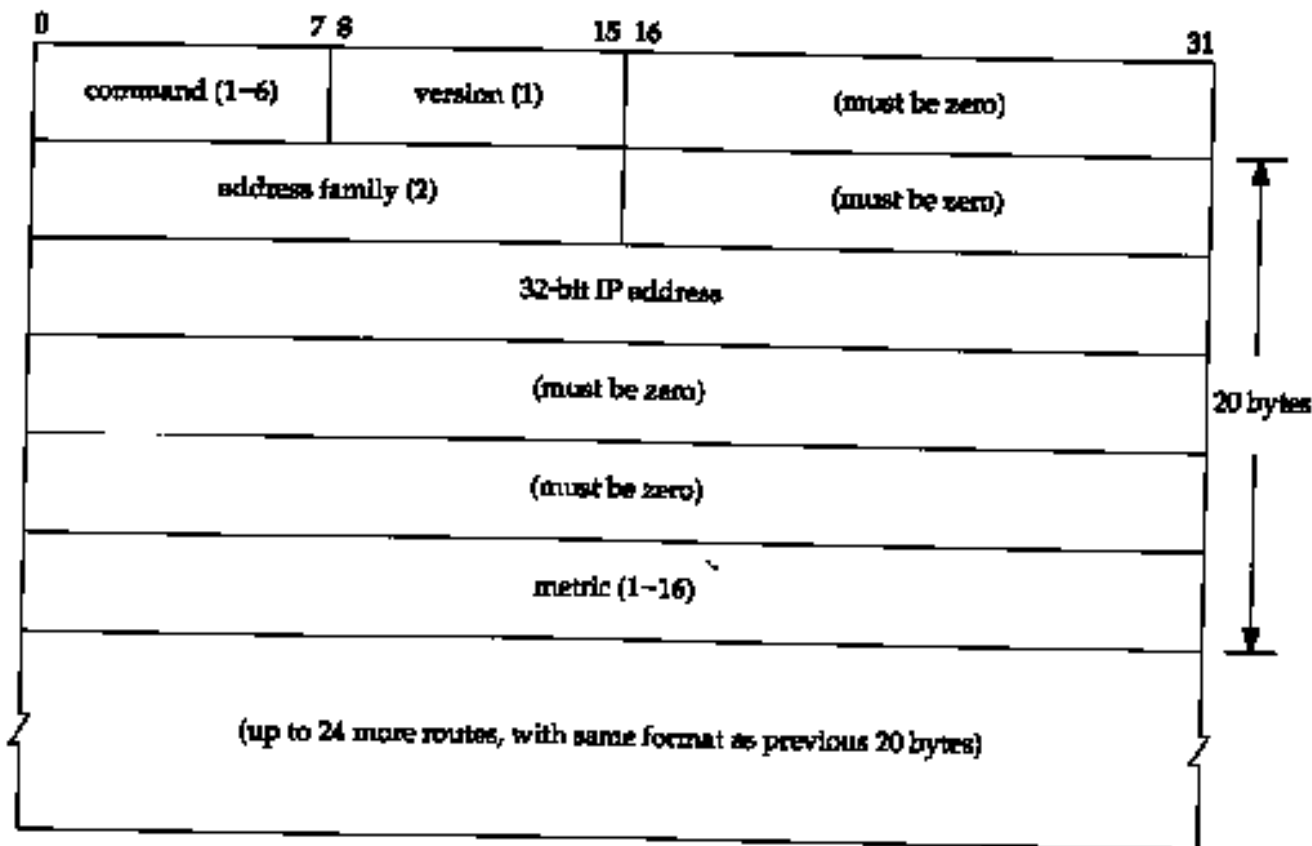 0 7 8 15 16 31
command (1-6) version (1) (must be zero)
address family (2) (must be zero)
32-bit IP address
(must be zero)
20 bytes
(must be zero)
metric (1-16)
(up to 24 more routes, with same format as previous 20 bytes)